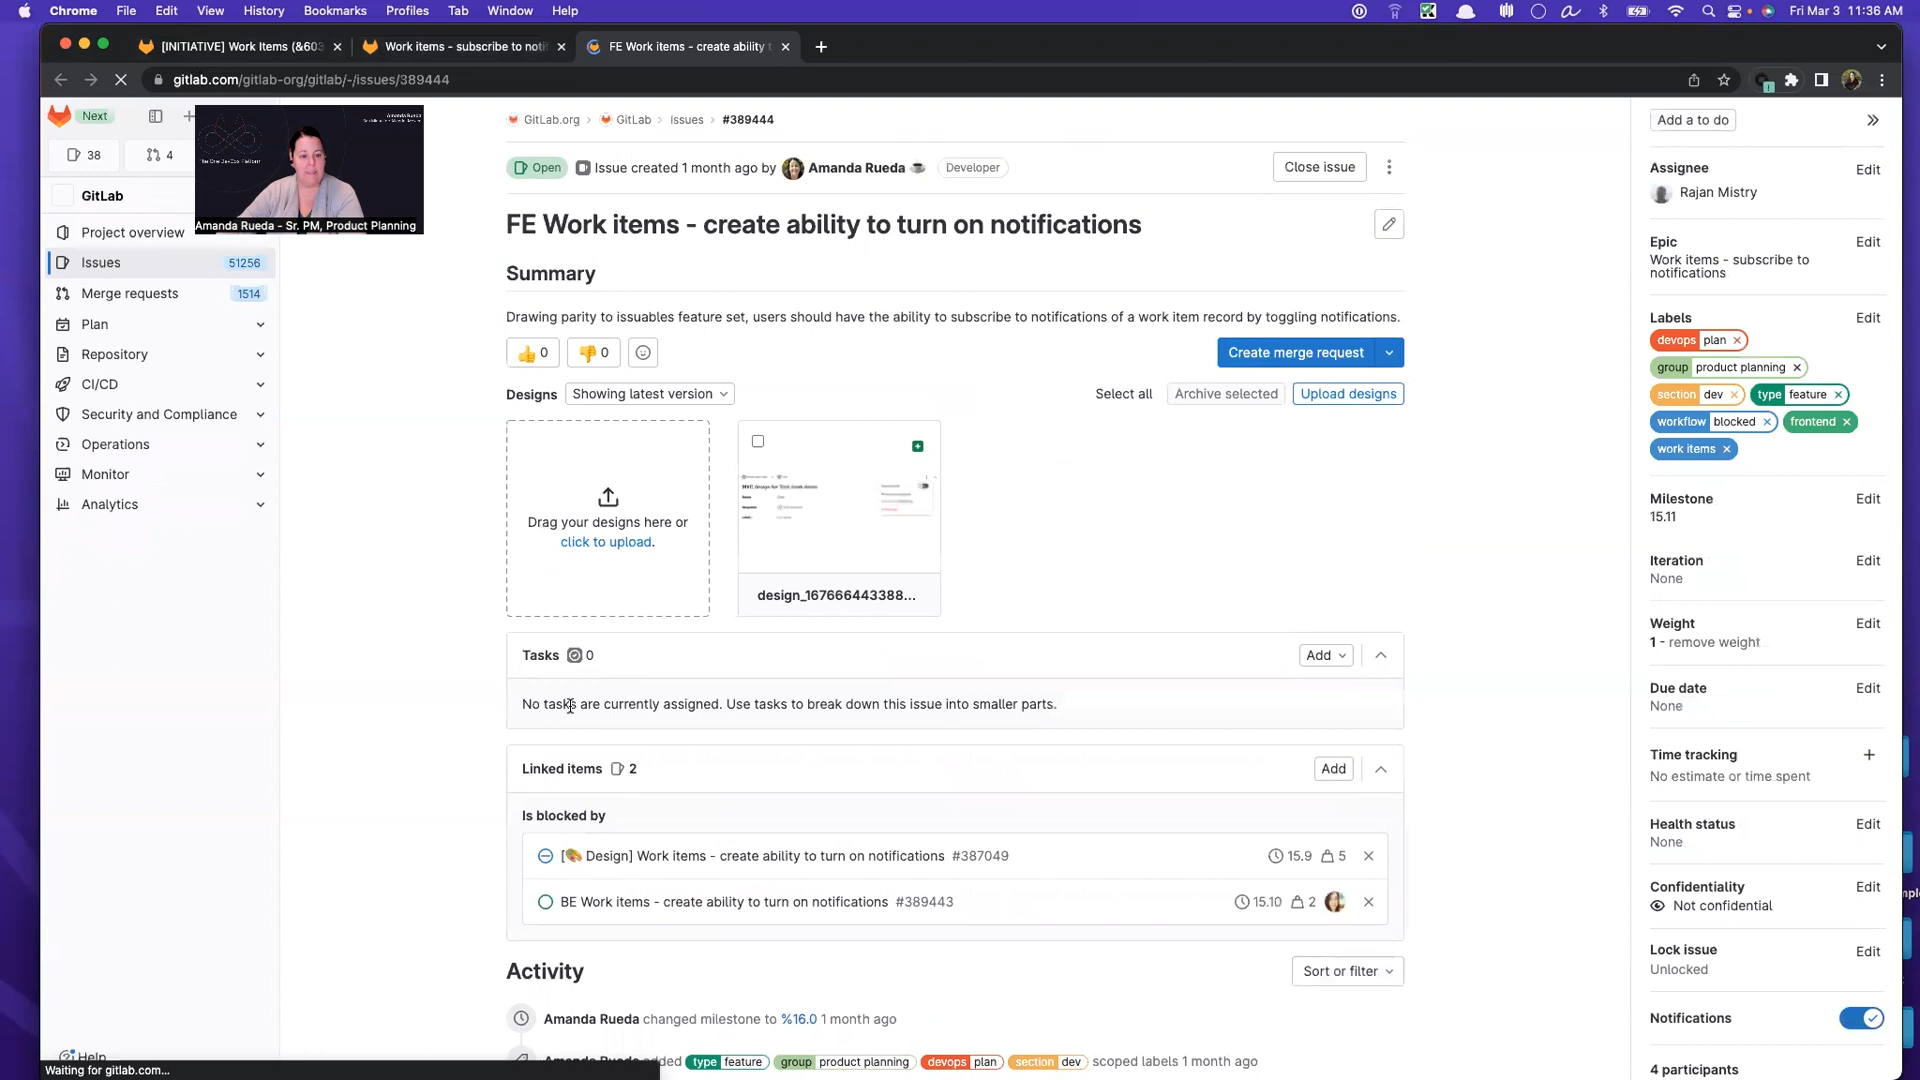 Chrome File Edit View History Bookmarks Profiles Tab Window Help Fri Mar 3 11:36 AM
[INITIATIVE] Work Items (&603 Work items - subscribe to noti FE Work items - create ability t
gitlab.com/gitlab-org/gitlab/-/issues/389444
Next
38 4
GitLab
Project overview
Issues 51256
Merge requests 1514
Plan
Repository
CI/CD
Security and Compliance
Operations
Monitor
Analytics
Help
Waiting for gitlab.com...
Amanda Rueda
The One DevOps Platform
Amanda Rueda - Sr. PM, Product Planning
GitLab.org › GitLab › Issues › #389444
Open Issue created 1 month ago by Amanda Rueda Developer Close issue
FE Work items - create ability to turn on notifications
Summary
Drawing parity to issuables feature set, users should have the ability to subscribe to notifications of a work item record by toggling notifications.
0 0 Create merge request
Designs Showing latest version Select all Archive selected Upload designs
Drag your designs here or
click to upload.
design_167666443388...
Tasks 0 Add
No tasks are currently assigned. Use tasks to break down this issue into smaller parts.
Linked items 2 Add
Is blocked by
[🎨 Design] Work items - create ability to turn on notifications #387049 15.9 5
BE Work items - create ability to turn on notifications #389443 15.10 2
Activity Sort or filter
Amanda Rueda changed milestone to %16.0 1 month ago
Amanda Rueda added type feature group product planning devops plan section dev scoped labels 1 month ago
Add a to do
Assignee Edit
Rajan Mistry
Epic Edit
Work items - subscribe to
notifications
Labels Edit
devops plan
group product planning
section dev type feature
workflow blocked frontend
work items
Milestone Edit
15.11
Iteration Edit
None
Weight Edit
1 - remove weight
Due date Edit
None
Time tracking
No estimate or time spent
Health status Edit
None
Confidentiality Edit
Not confidential
Lock issue Edit
Unlocked
Notifications
4 participants